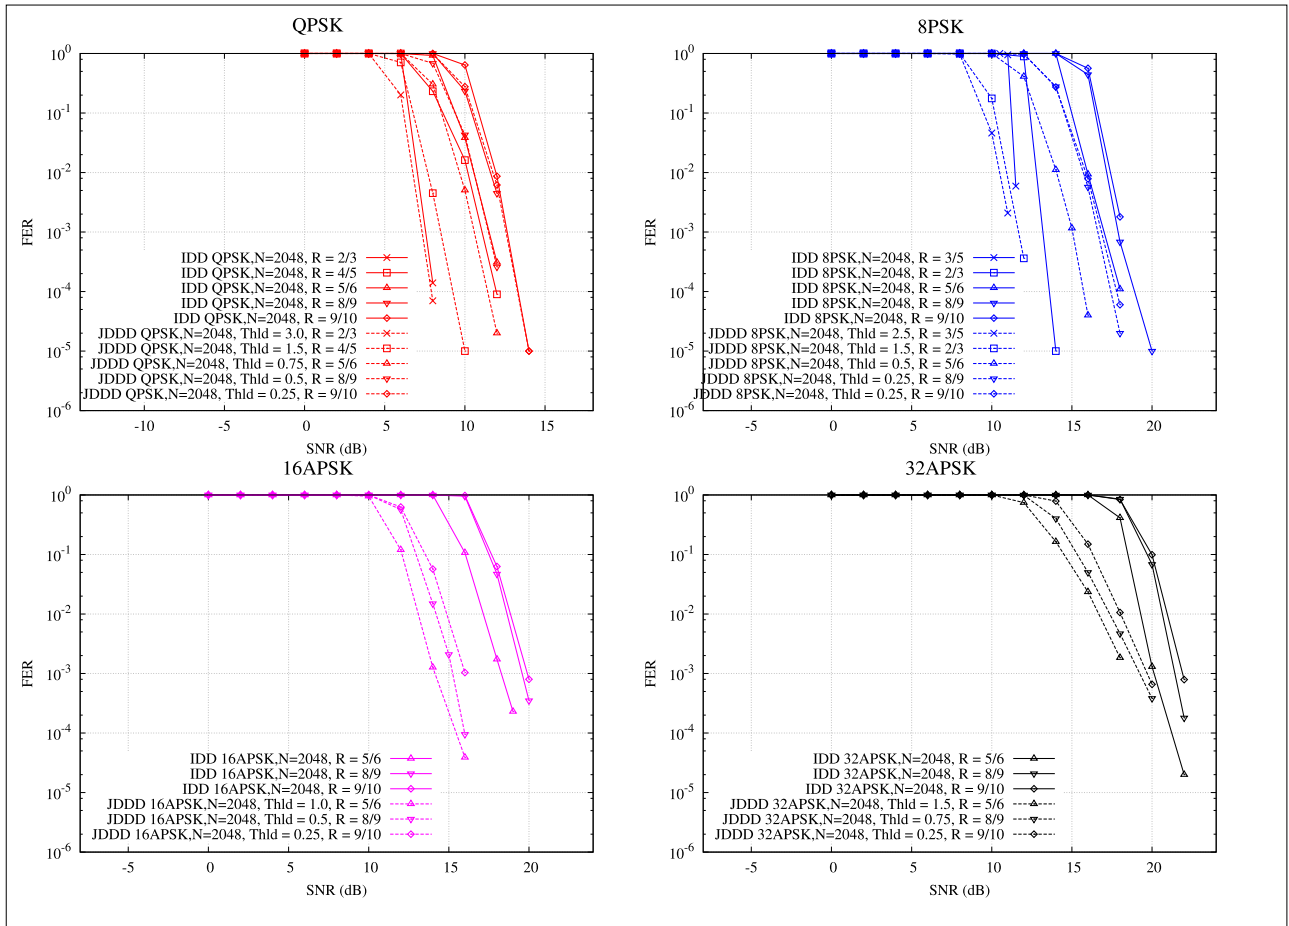 QPSK
10^0
10^-1
10^-2
10^-3
10^-4
10^-5
10^-6
FER
IDD QPSK,N=2048, R = 2/3
IDD QPSK,N=2048, R = 4/5
IDD QPSK,N=2048, R = 5/6
IDD QPSK,N=2048, R = 8/9
IDD QPSK,N=2048, R = 9/10
JDDD QPSK,N=2048, Thld = 3.0, R = 2/3
JDDD QPSK,N=2048, Thld = 1.5, R = 4/5
JDDD QPSK,N=2048, Thld = 0.75, R = 5/6
JDDD QPSK,N=2048, Thld = 0.5, R = 8/9
JDDD QPSK,N=2048, Thld = 0.25, R = 9/10
-10 -5 0 5 10 15
SNR (dB)
8PSK
10^0
10^-1
10^-2
10^-3
10^-4
10^-5
10^-6
FER
IDD 8PSK,N=2048, R = 3/5
IDD 8PSK,N=2048, R = 2/3
IDD 8PSK,N=2048, R = 5/6
IDD 8PSK,N=2048, R = 8/9
IDD 8PSK,N=2048, R = 9/10
JDDD 8PSK,N=2048, Thld = 2.5, R = 3/5
JDDD 8PSK,N=2048, Thld = 1.5, R = 2/3
JDDD 8PSK,N=2048, Thld = 0.5, R = 5/6
JDDD 8PSK,N=2048, Thld = 0.25, R = 8/9
JDDD 8PSK,N=2048, Thld = 0.25, R = 9/10
-5 0 5 10 15 20
SNR (dB)
16APSK
10^0
10^-1
10^-2
10^-3
10^-4
10^-5
10^-6
FER
IDD 16APSK,N=2048, R = 5/6
IDD 16APSK,N=2048, R = 8/9
IDD 16APSK,N=2048, R = 9/10
JDDD 16APSK,N=2048, Thld = 1.0, R = 5/6
JDDD 16APSK,N=2048, Thld = 0.5, R = 8/9
JDDD 16APSK,N=2048, Thld = 0.25, R = 9/10
-5 0 5 10 15 20
SNR (dB)
32APSK
10^0
10^-1
10^-2
10^-3
10^-4
10^-5
10^-6
FER
IDD 32APSK,N=2048, R = 5/6
IDD 32APSK,N=2048, R = 8/9
IDD 32APSK,N=2048, R = 9/10
JDDD 32APSK,N=2048, Thld = 1.5, R = 5/6
JDDD 32APSK,N=2048, Thld = 0.75, R = 8/9
JDDD 32APSK,N=2048, Thld = 0.25, R = 9/10
-5 0 5 10 15 20
SNR (dB)